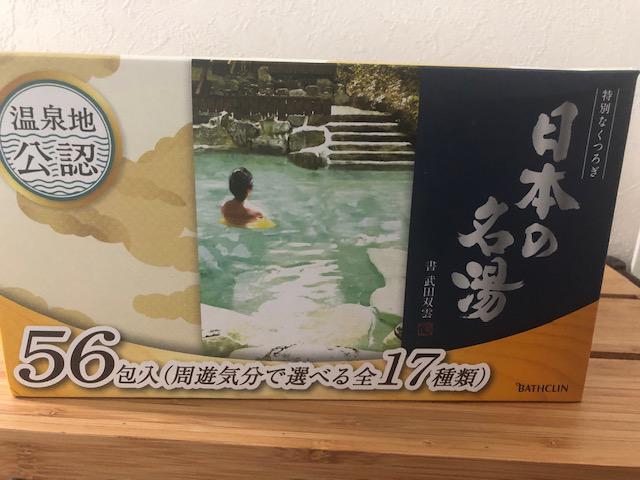 温泉地
公認
特別なくつろぎ
日本の
名湯
書 武田双雲
56包入(周遊気分で選べる全17種類)
BATHCLIN